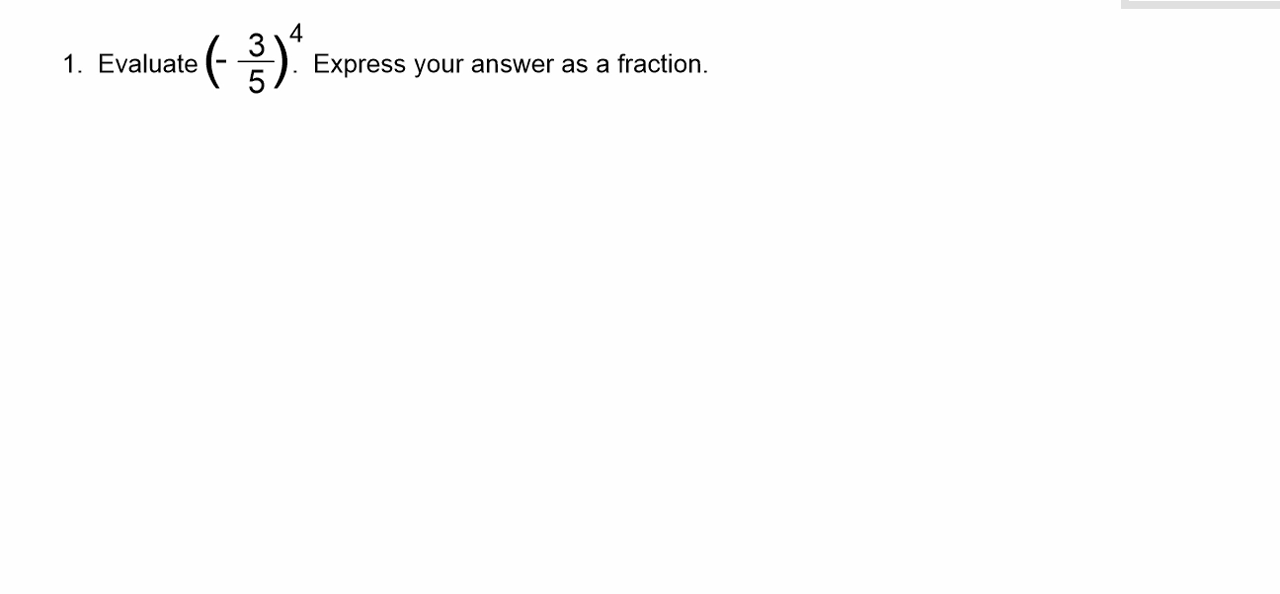 1. Evaluate (- 3/5)^4. Express your answer as a fraction.